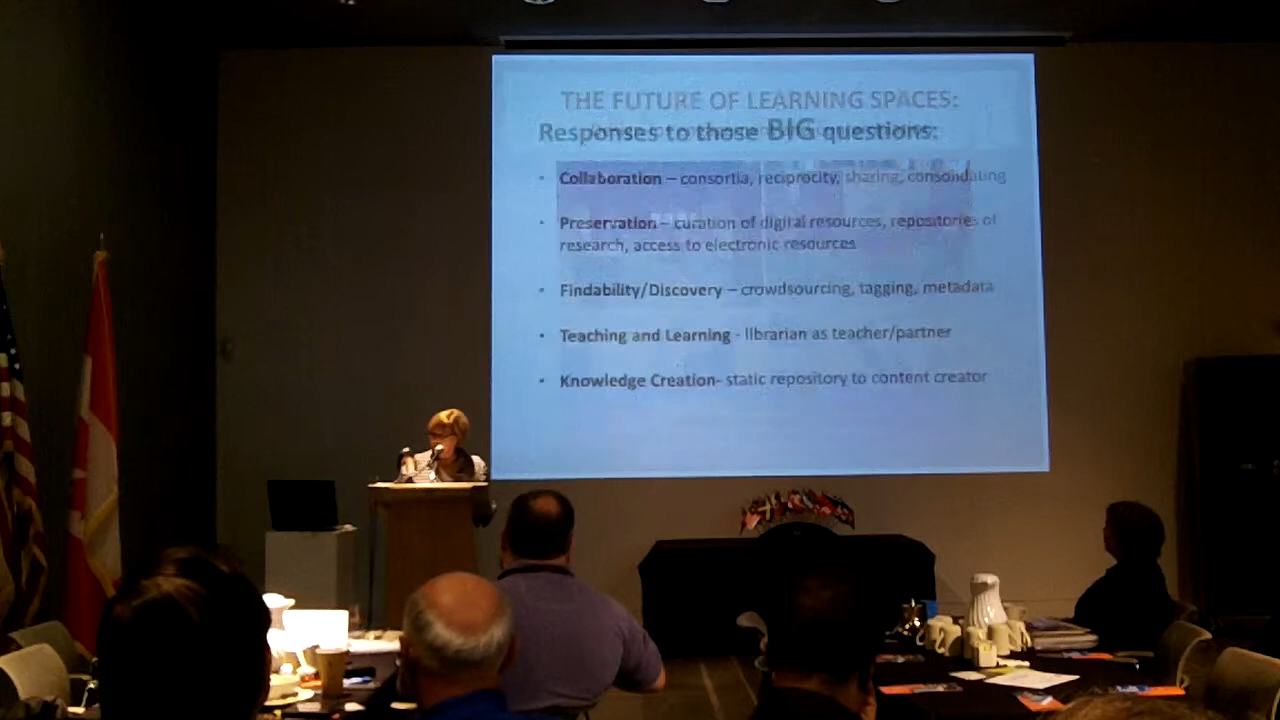 THE FUTURE OF LEARNING SPACES:
Responses to those BIG questions:
• Collaboration – consortia, reciprocity, sharing, consolidating
• Preservation – curation of digital resources, repositories of
research, access to electronic resources
• Findability/Discovery – crowdsourcing, tagging, metadata
• Teaching and Learning - librarian as teacher/partner
• Knowledge Creation- static repository to content creator